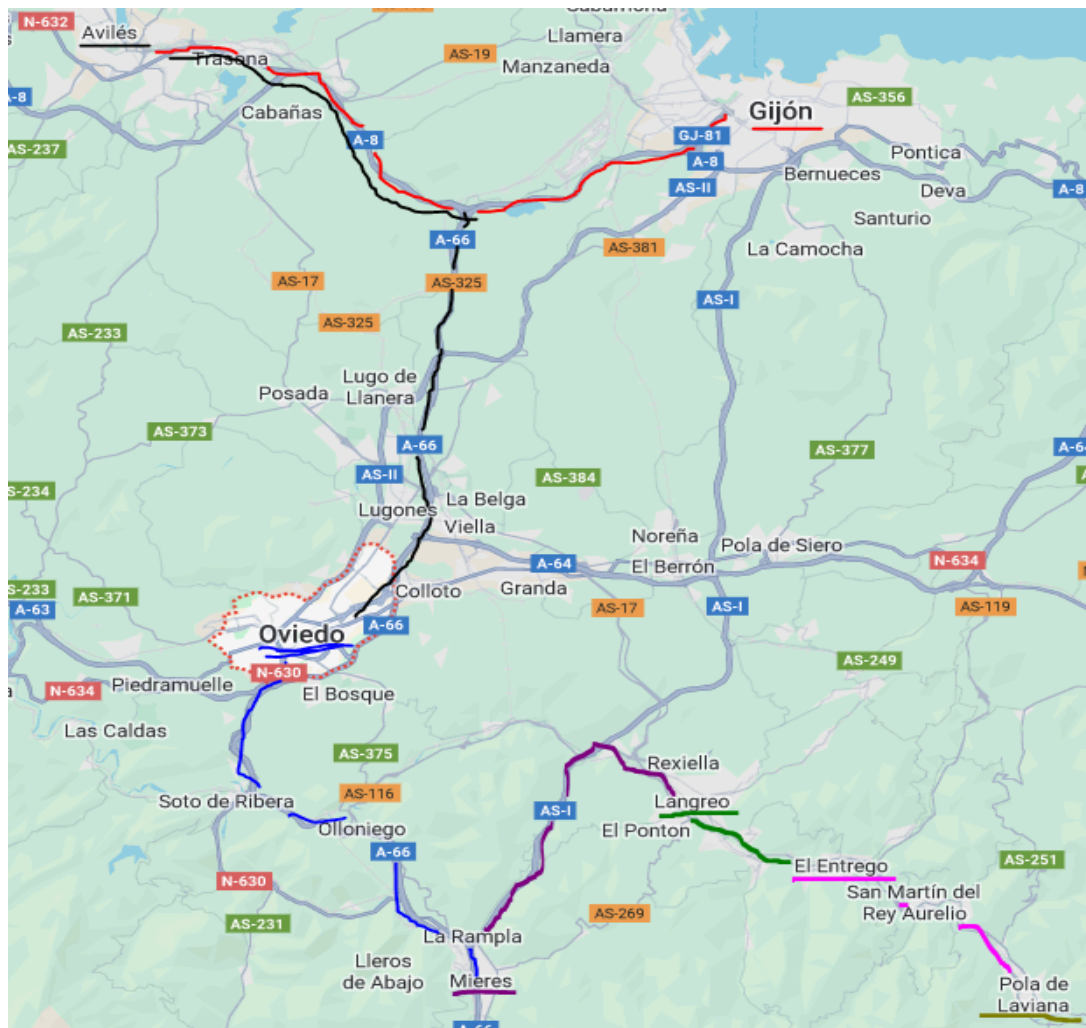 Cabamona
N-632
Avilés
Llamera
AS-19
Trasona
Manzaneda
A-8
Cabañas
AS-356
Gijón
A-8
GJ-81
AS-237
A-8
Pontica
AS-II
Bernueces
Deva
A-8
Santurio
A-66
AS-381
La Camocha
AS-17
AS-325
AS-I
AS-325
AS-233
Lugo de
Llanera
Posada
AS-373
A-66
AS-377
A-64
AS-II
AS-384
S-234
La Belga
Lugones
Viella
Noreña
Pola de Siero
A-64
El Berrón
N-634
Granda
Colloto
AS-233
AS-371
A-63
AS-17
AS-I
AS-119
A-66
Oviedo
N-630
AS-249
Piedramuelle
N-634
El Bosque
Las Caldas
AS-375
Rexiella
AS-116
Soto de Ribera
Langreo
AS-I
Olloniego
El Ponton
A-66
El Entrego
AS-251
N-630
San Martín del
Rey Aurelio
AS-269
AS-231
La Rampla
Lleros
de Abajo
Mieres
Pola de
Laviana
A-66